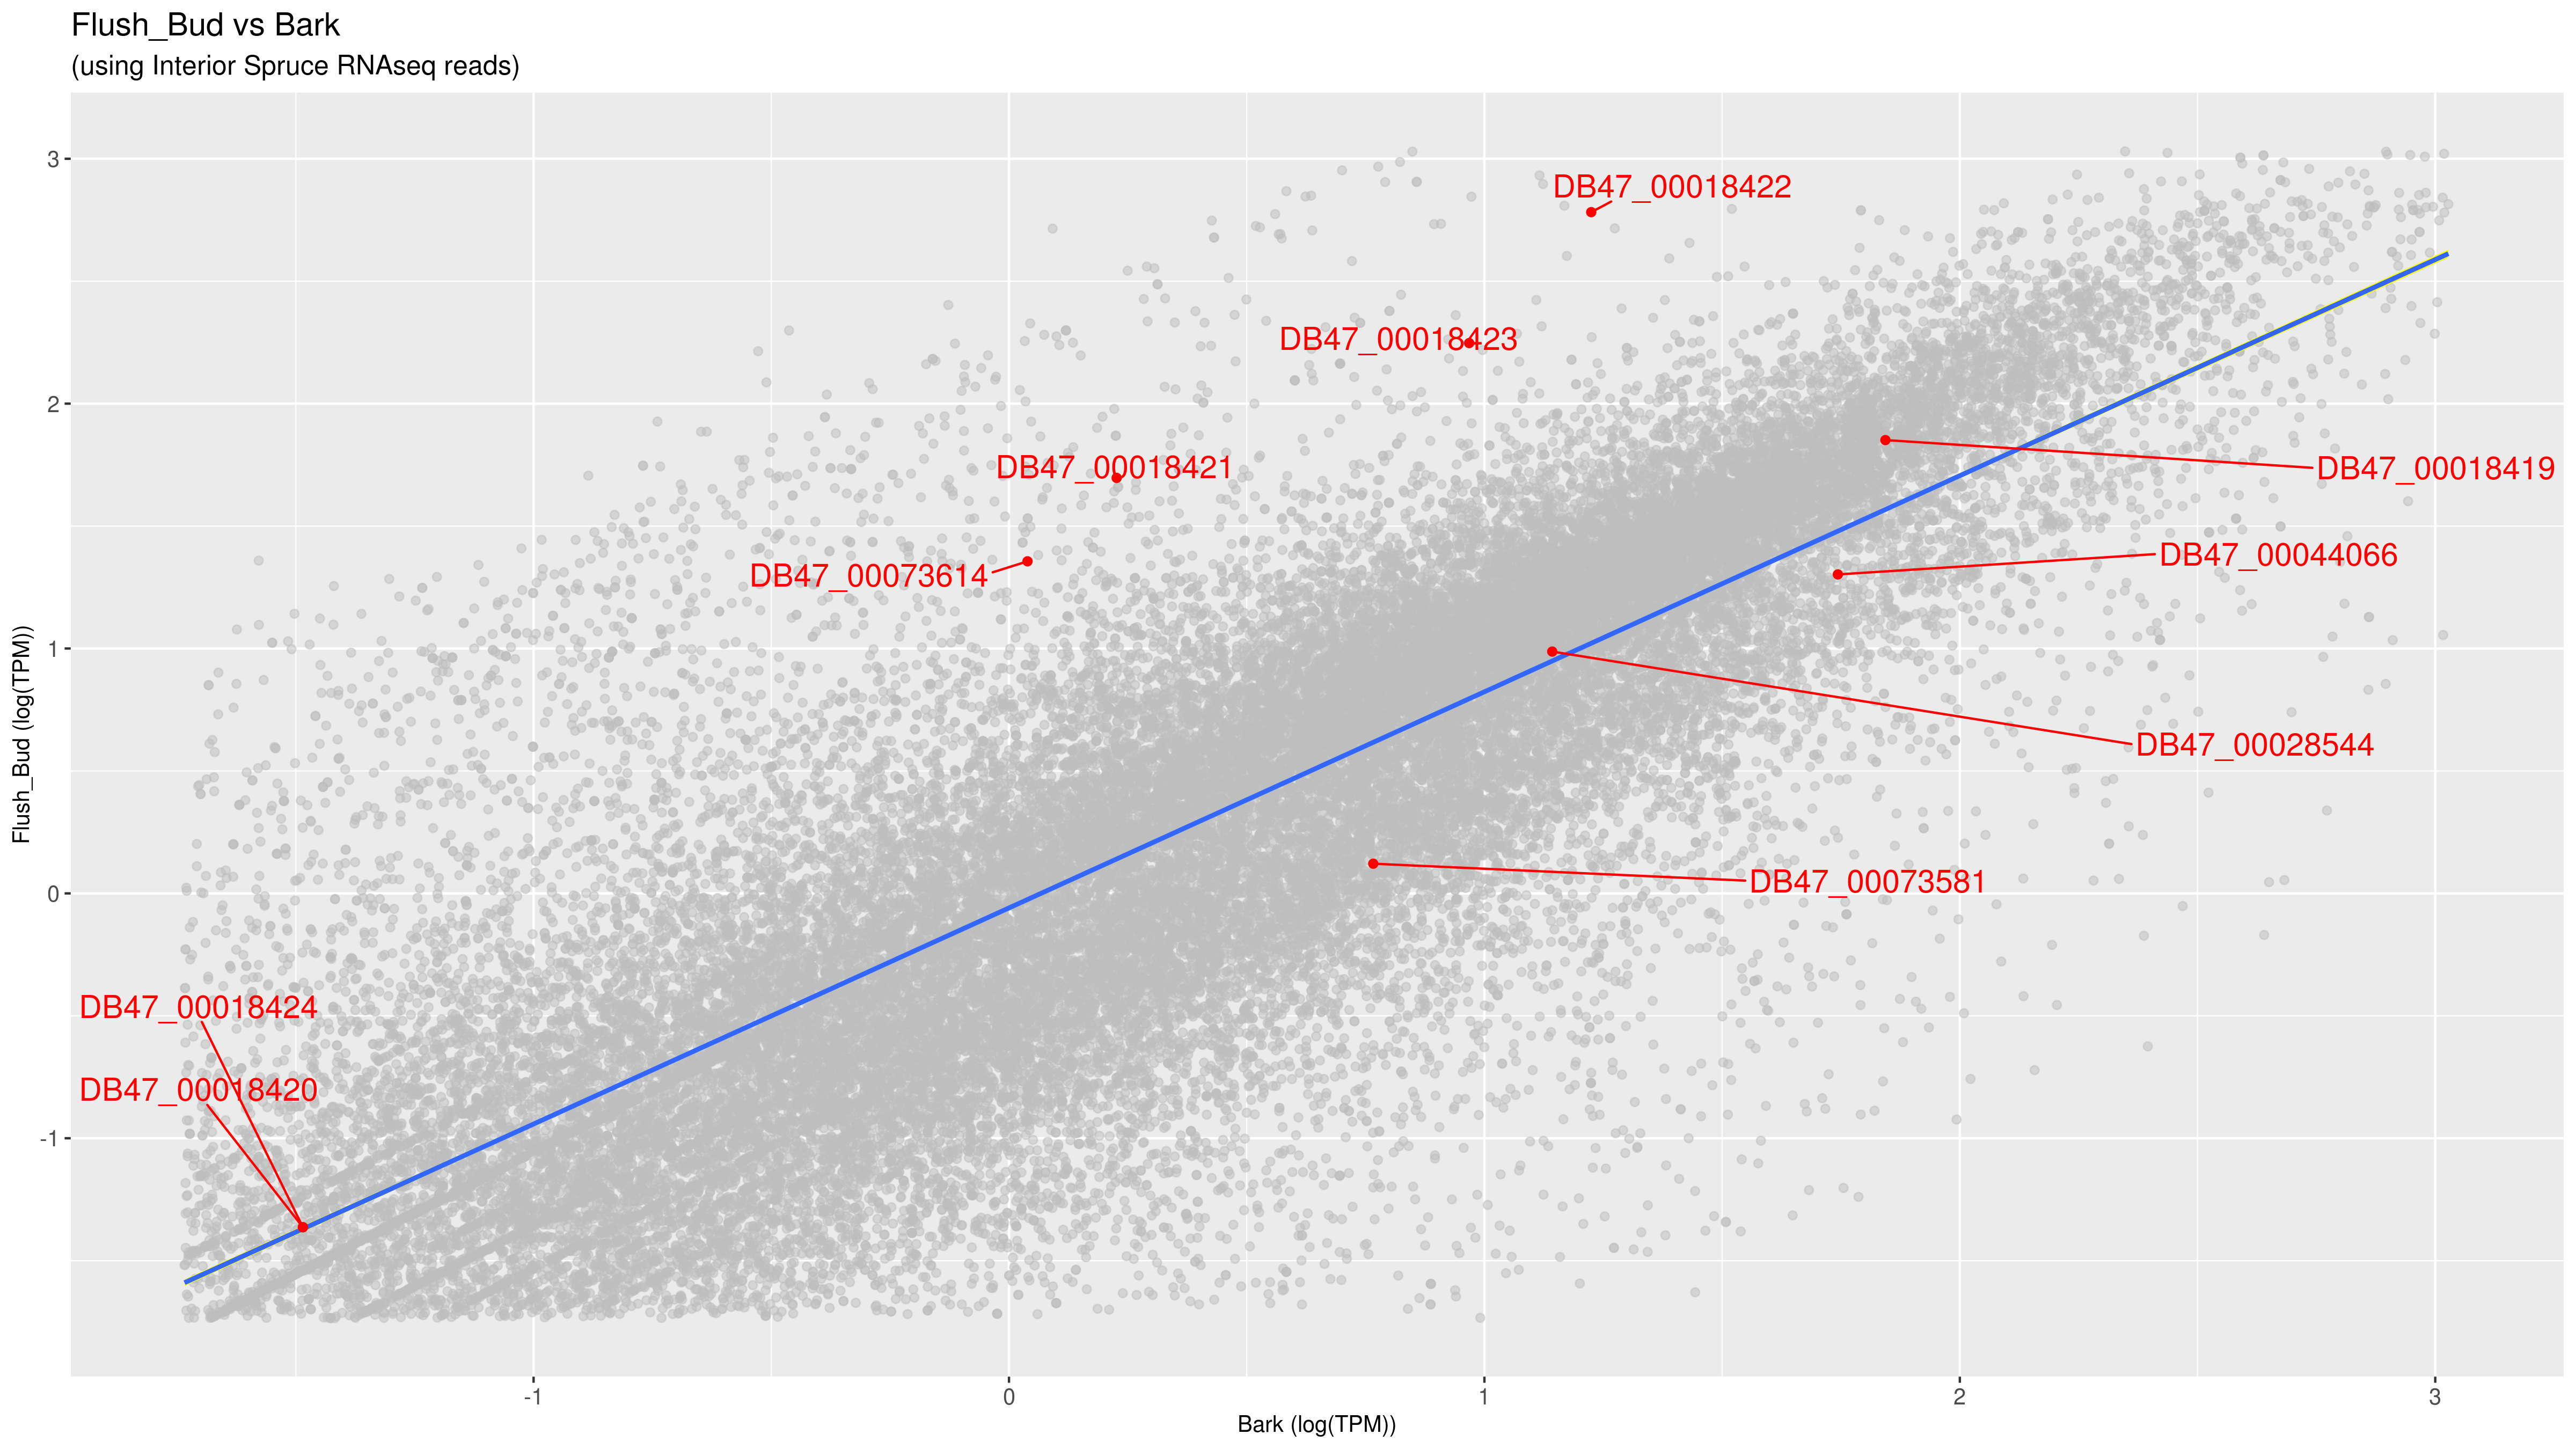 Flush_Bud vs Bark
(using Interior Spruce RNAseq reads)
3
DB47_00018422
DB47_00018423
2
DB47_00018421
DB47_00018419
DB47_00073614
DB47_00044066
1
DB47_00028544
Flush_Bud (log(TPM))
0
DB47_00073581
DB47_00018424
DB47_00018420
-1
-1
0
1
2
3
Bark (log(TPM))